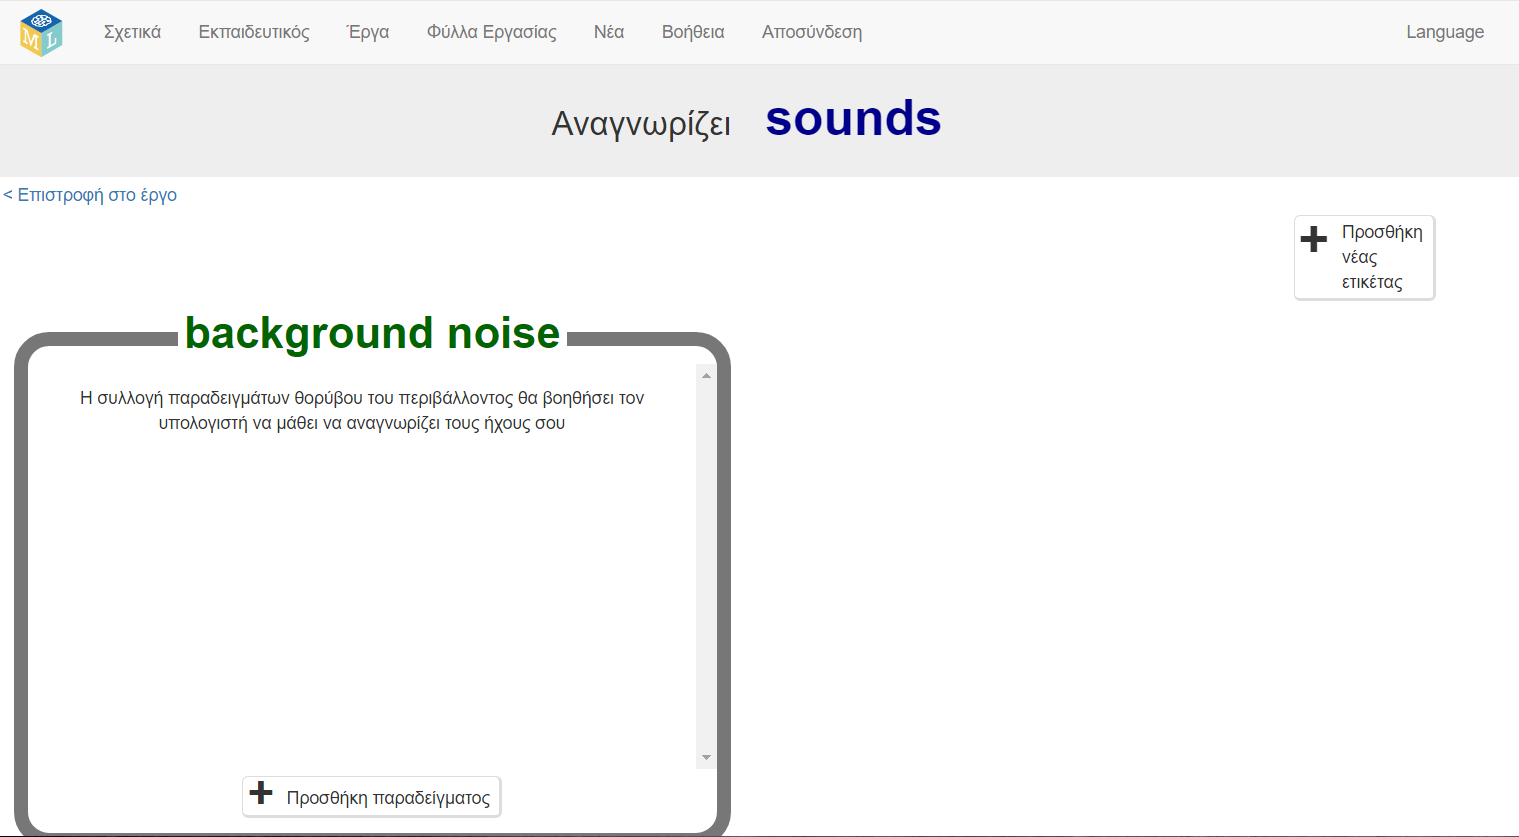 ML
Σχετικά Εκπαιδευτικός Έργα Φύλλα Εργασίας Νέα Βοήθεια Αποσύνδεση Language
Αναγνωρίζει sounds
< Επιστροφή στο έργο
Προσθήκη
νέας
ετικέτας
background noise
Η συλλογή παραδειγμάτων θορύβου του περιβάλλοντος θα βοηθήσει τον
υπολογιστή να μάθει να αναγνωρίζει τους ήχους σου
Προσθήκη παραδείγματος